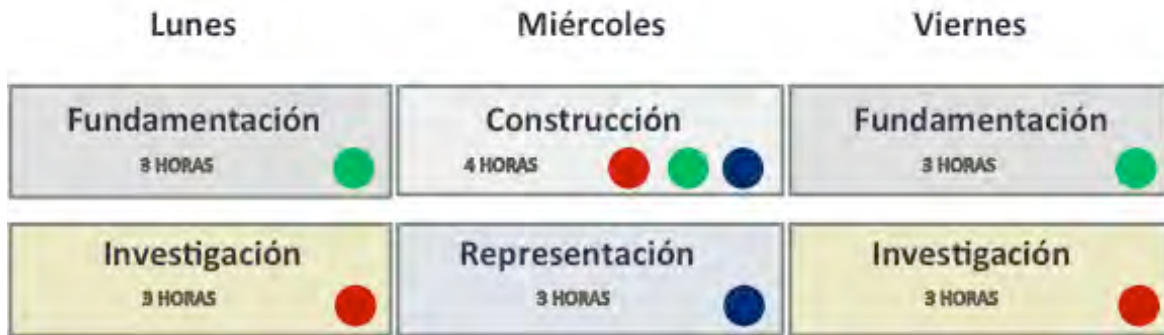 Lunes Miércoles Viernes
Fundamentación Construcción Fundamentación
3 HORAS 4 HORAS 3 HORAS
Investigación Representación Investigación
3 HORAS 3 HORAS 3 HORAS